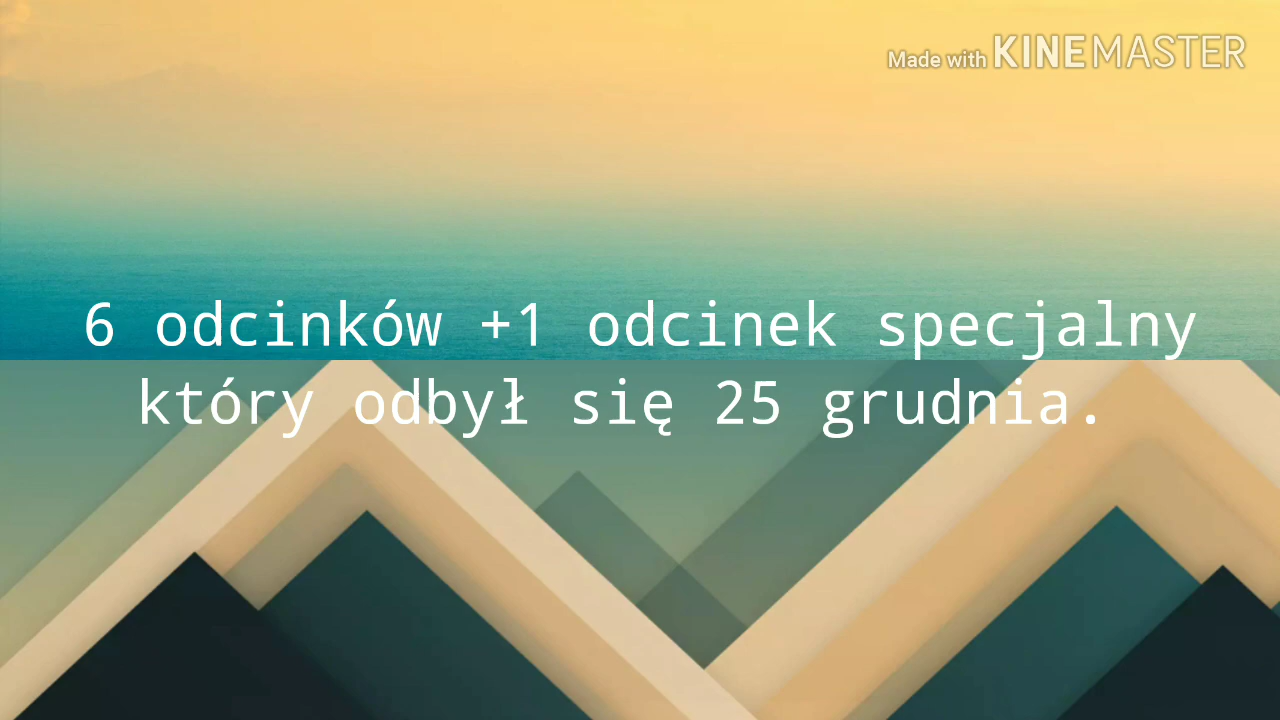 Made with KINEMASTER
6 odcinków +1 odcinek specjalny
który odbył się 25 grudnia.